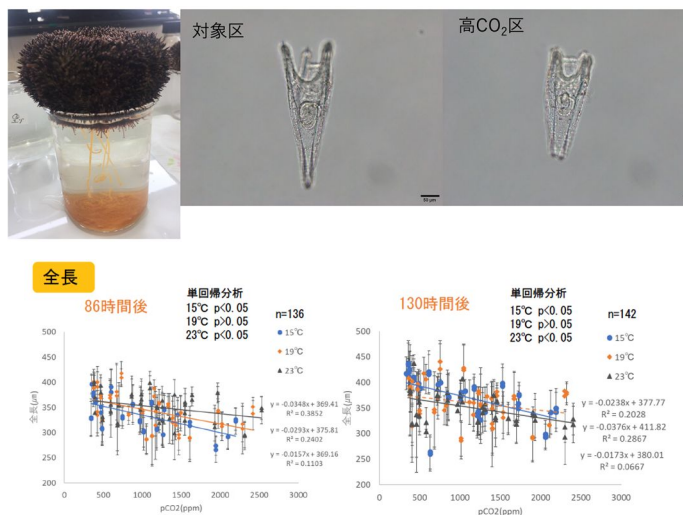 対象区
高CO₂区
50 μm
全長
86時間後
単回帰分析
15℃ p<0.05
19℃ p>0.05
23℃ p<0.05
n=136
15℃
19℃
23℃
500
450
400
350
300
250
200
全長(μm)
0
500
1000
1500
2000
2500
3000
pCO2(ppm)
y = -0.0348x + 369.41
R² = 0.3852
y = -0.0293x + 375.81
R² = 0.2402
y = -0.0157x + 369.16
R² = 0.1103
130時間後
単回帰分析
15℃ p<0.05
19℃ p>0.05
23℃ p<0.05
n=142
15℃
19℃
23℃
500
450
400
350
300
250
200
全長(μm)
0
500
1000
1500
2000
2500
3000
pCO2(ppm)
y = -0.0238x + 377.77
R² = 0.2028
y = -0.0376x + 411.82
R² = 0.2867
y = -0.0173x + 380.01
R² = 0.0667